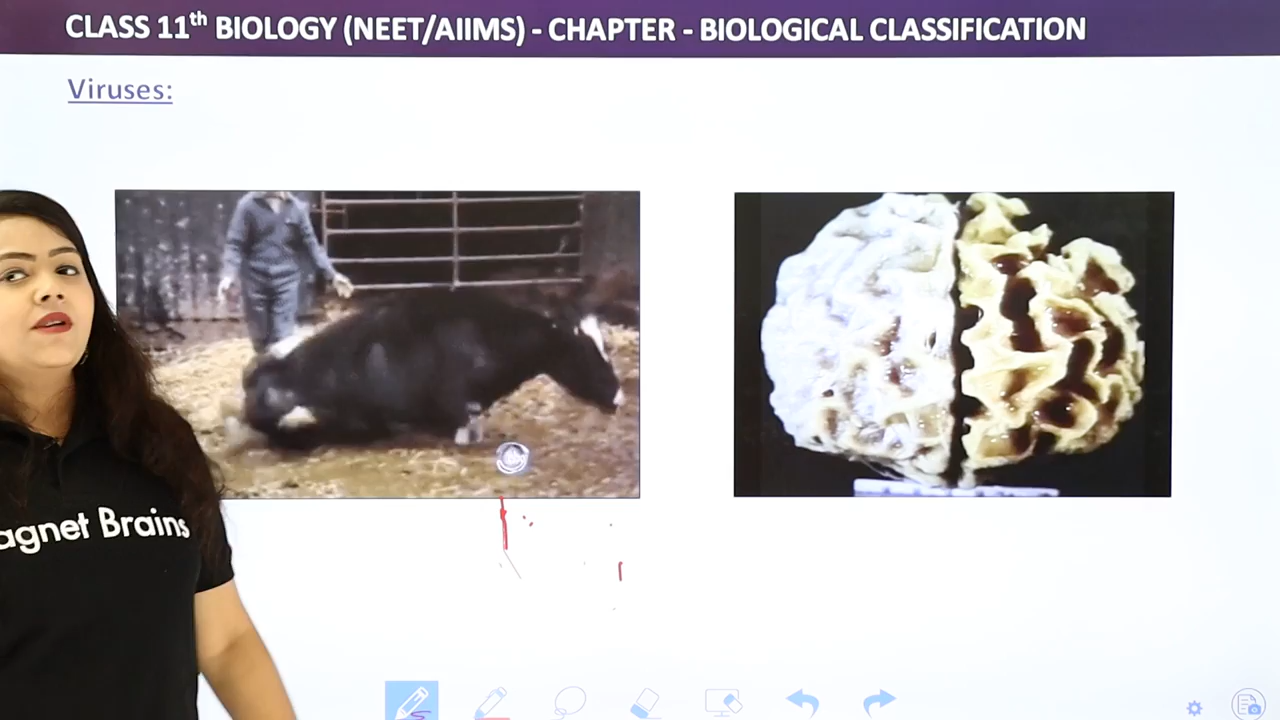 CLASS 11th BIOLOGY (NEET/AIIMS) - CHAPTER - BIOLOGICAL CLASSIFICATION
Viruses:
agnet Brains